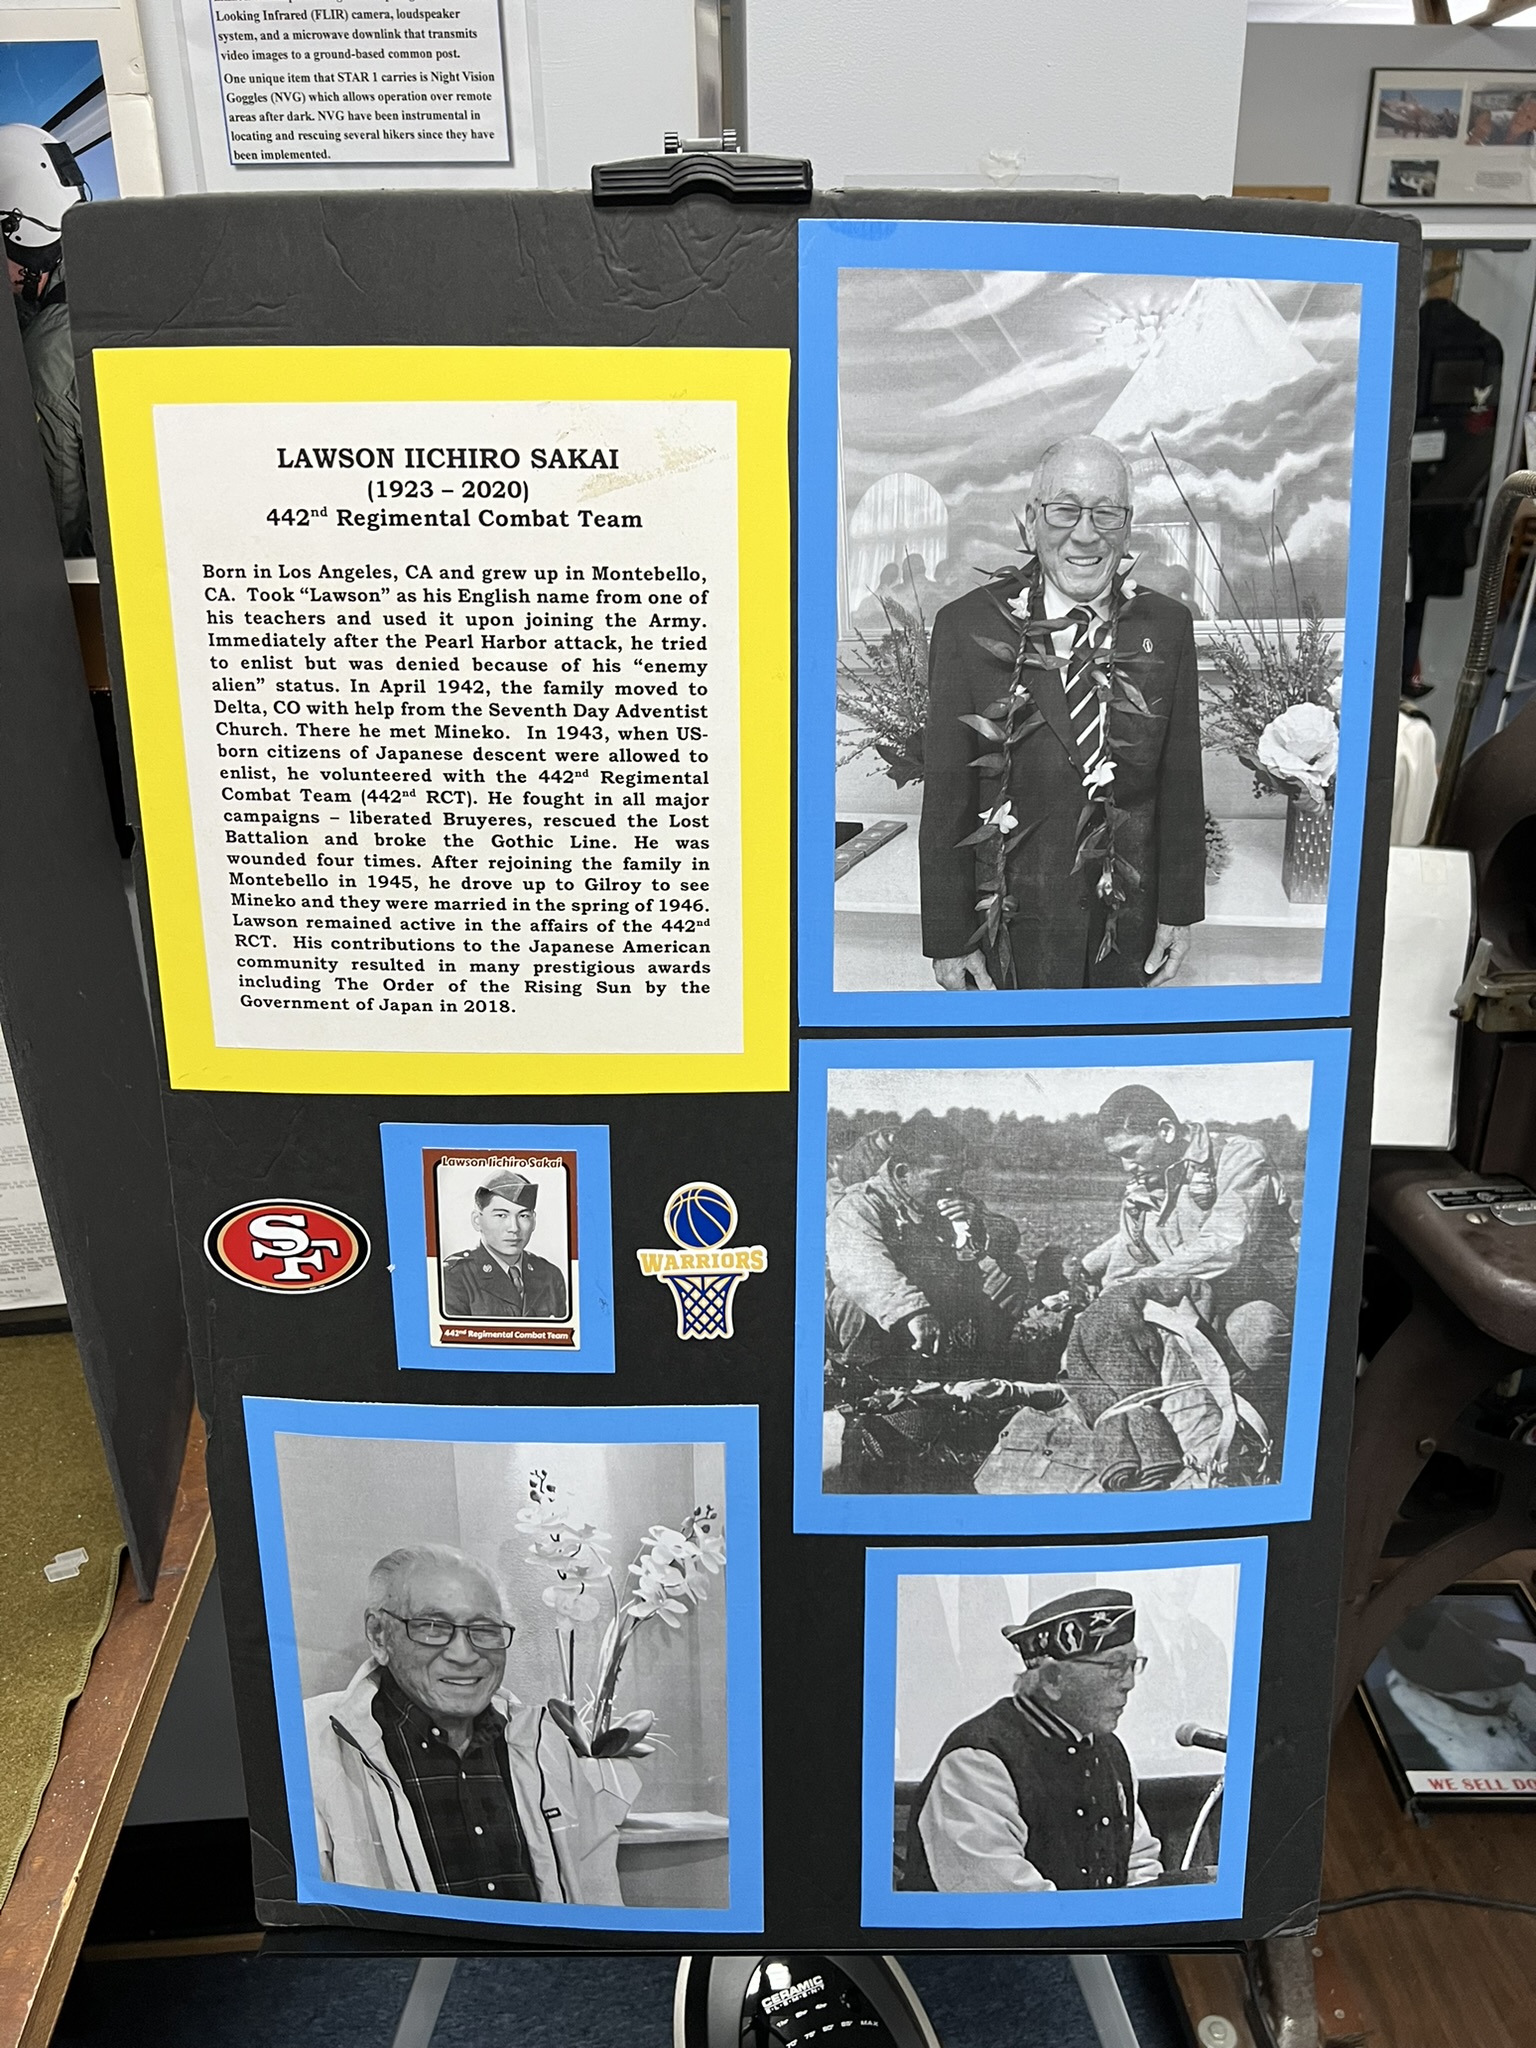 Looking Infrared (FLIR) camera, loudspeaker
system, and a microwave downlink that transmits
video images to a ground-based common post.
One unique item that STAR 1 carries is Night Vision
Goggles (NVG) which allows operation over remote
areas after dark. NVG have been instrumental in
locating and rescuing several hikers since they have
been implemented.
LAWSON IICHIRO SAKAI
(1923 – 2020)
442nd Regimental Combat Team
Born in Los Angeles, CA and grew up in Montebello,
CA. Took “Lawson” as his English name from one of
his teachers and used it upon joining the Army.
Immediately after the Pearl Harbor attack, he tried
to enlist but was denied because of his “enemy
alien” status. In April 1942, the family moved to
Delta, CO with help from the Seventh Day Adventist
Church. There he met Mineko. In 1943, when US-
born citizens of Japanese descent were allowed to
enlist, he volunteered with the 442nd Regimental
Combat Team (442nd RCT). He fought in all major
campaigns – liberated Bruyeres, rescued the Lost
Battalion and broke the Gothic Line. He was
wounded four times. After rejoining the family in
Montebello in 1945, he drove up to Gilroy to see
Mineko and they were married in the spring of 1946.
Lawson remained active in the affairs of the 442nd
RCT. His contributions to the Japanese American
community resulted in many prestigious awards
including The Order of the Rising Sun by the
Government of Japan in 2018.
SF
Lawson Iichiro Sakai
442nd Regimental Combat Team
WARRIORS
WE SELL DO
CERAMIC
ELEMENT
MAX